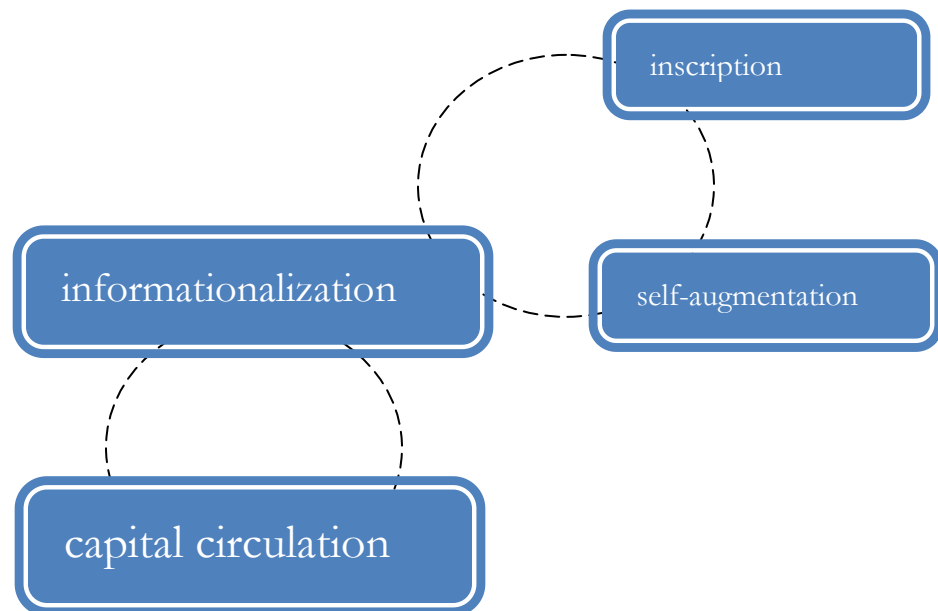 inscription
informationalization
self-augmentation
capital circulation